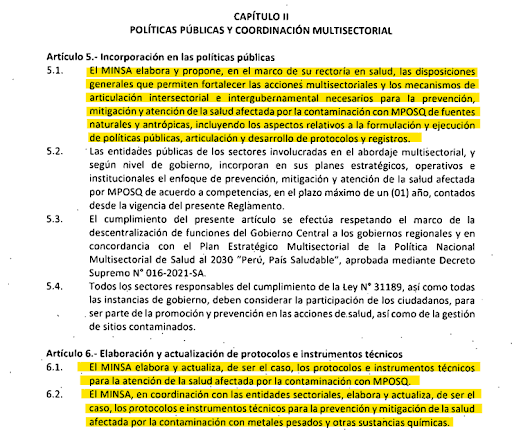 CAPÍTULO II
POLÍTICAS PÚBLICAS Y COORDINACIÓN MULTISECTORIAL
Artículo 5.- Incorporación en las políticas públicas
5.1. El MINSA elabora y propone, en el marco de su rectoría en salud, las disposiciones
generales que permiten fortalecer las acciones multisectoriales y los mecanismos de
articulación intersectorial e intergubernamental necesarios para la prevención,
mitigación y atención de la salud afectada por la contaminación con MPOSQ de fuentes
naturales y antrópicas, incluyendo los aspectos relativos a la formulación y ejecución
de políticas públicas, articulación y desarrollo de protocolos y registros.
5.2. Las entidades públicas de los sectores involucradas en el abordaje multisectorial, y
según nivel de gobierno, incorporan en sus planes estratégicos, operativos e
institucionales el enfoque de prevención, mitigación y atención de la salud afectada
por MPOSQ de acuerdo a competencias, en el plazo máximo de un (01) año, contados
desde la vigencia del presente Reglamento.
5.3. El cumplimiento del presente artículo se efectúa respetando el marco de la
descentralización de funciones del Gobierno Central a los gobiernos regionales y en
concordancia con el Plan Estratégico Multisectorial de la Política Nacional
Multisectorial de Salud al 2030 "Perú, País Saludable", aprobada mediante Decreto
Supremo N° 016-2021-SA.
5.4. Todos los sectores responsables del cumplimiento de la Ley N° 31189, así como todas
las instancias de gobierno, deben considerar la participación de los ciudadanos, para
ser parte de la promoción y prevención en las acciones de salud, así como de la gestión
de sitios contaminados.
Artículo 6.- Elaboración y actualización de protocolos e instrumentos técnicos
6.1. El MINSA elabora y actualiza, de ser el caso, los protocolos e instrumentos técnicos
para la atención de la salud afectada por la contaminación con MPOSQ.
6.2. El MINSA, en coordinación con las entidades sectoriales, elabora y actualiza, de ser el
caso, los protocolos e instrumentos técnicos para la prevención y mitigación de la salud
afectada por la contaminación con metales pesados y otras sustancias químicas.